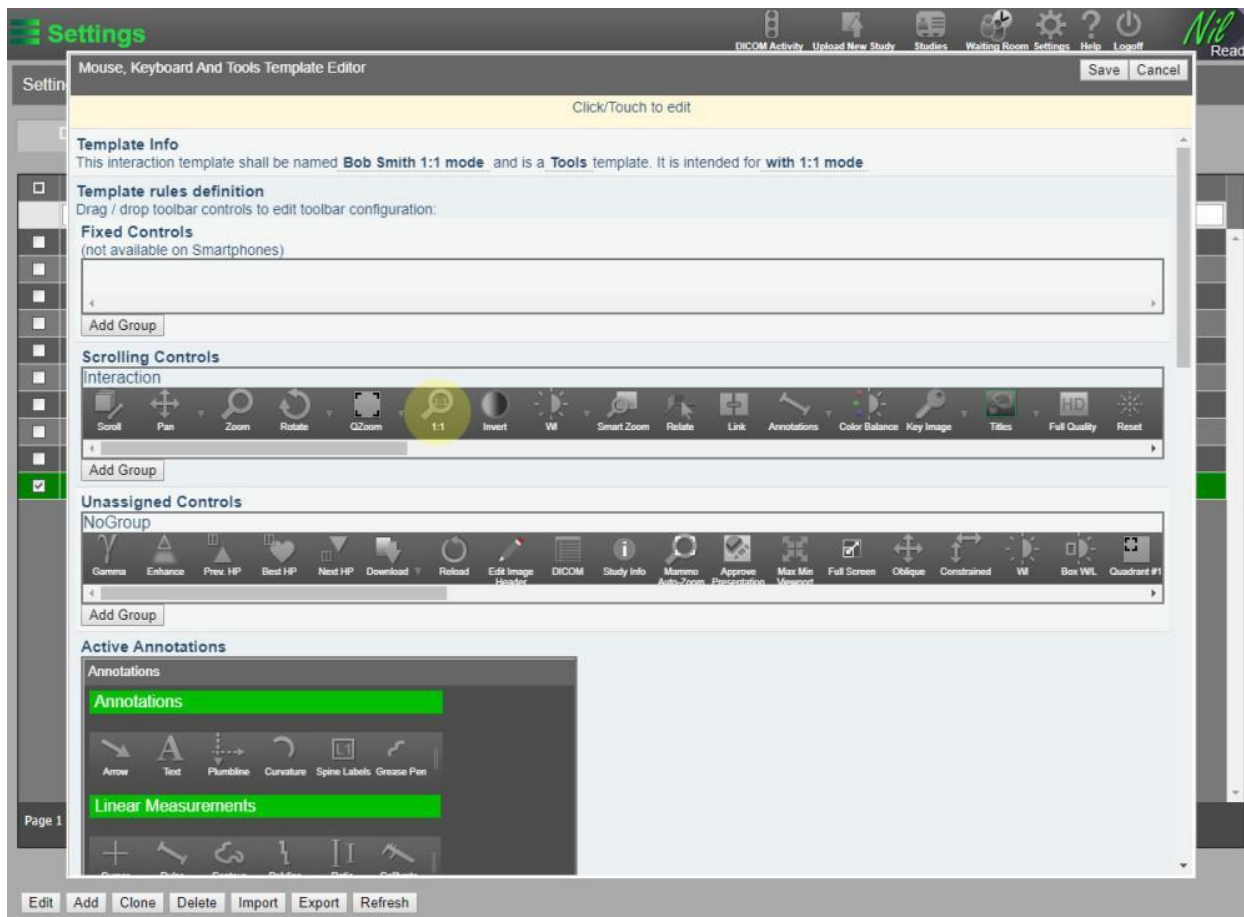 Settings
DICOM Activity Upload New Study Studies Waiting Room Settings Help Logoff
Nil
Read
Settin
Mouse, Keyboard And Tools Template Editor
Save Cancel
Click/Touch to edit
Template Info
This interaction template shall be named Bob Smith 1:1 mode and is a Tools template. It is intended for with 1:1 mode
Template rules definition
Drag / drop toolbar controls to edit toolbar configuration:
Fixed Controls
(not available on Smartphones)
Add Group
Scrolling Controls
Interaction
Scroll Pan Zoom Rotate QZoom 1:1 Invert Wl Smart Zoom Relate Link Annotations Color Balance Key Image Titles HD Full Quality Reset
Add Group
Unassigned Controls
NoGroup
Gamma Enhance Prev. HP Best HP Next HP Download Reload Edit Image Header DICOM Study Info Mammo Auto-Zoom Approve Presentation Max Min Viewport Full Screen Oblique Constrained Wl Box W/L Quadrant #1
Add Group
Active Annotations
Annotations
Annotations
L1
Arrow Text Plumbline Curvature Spine Labels Grease Pen
Linear Measurements
Page 1
Edit Add Clone Delete Import Export Refresh